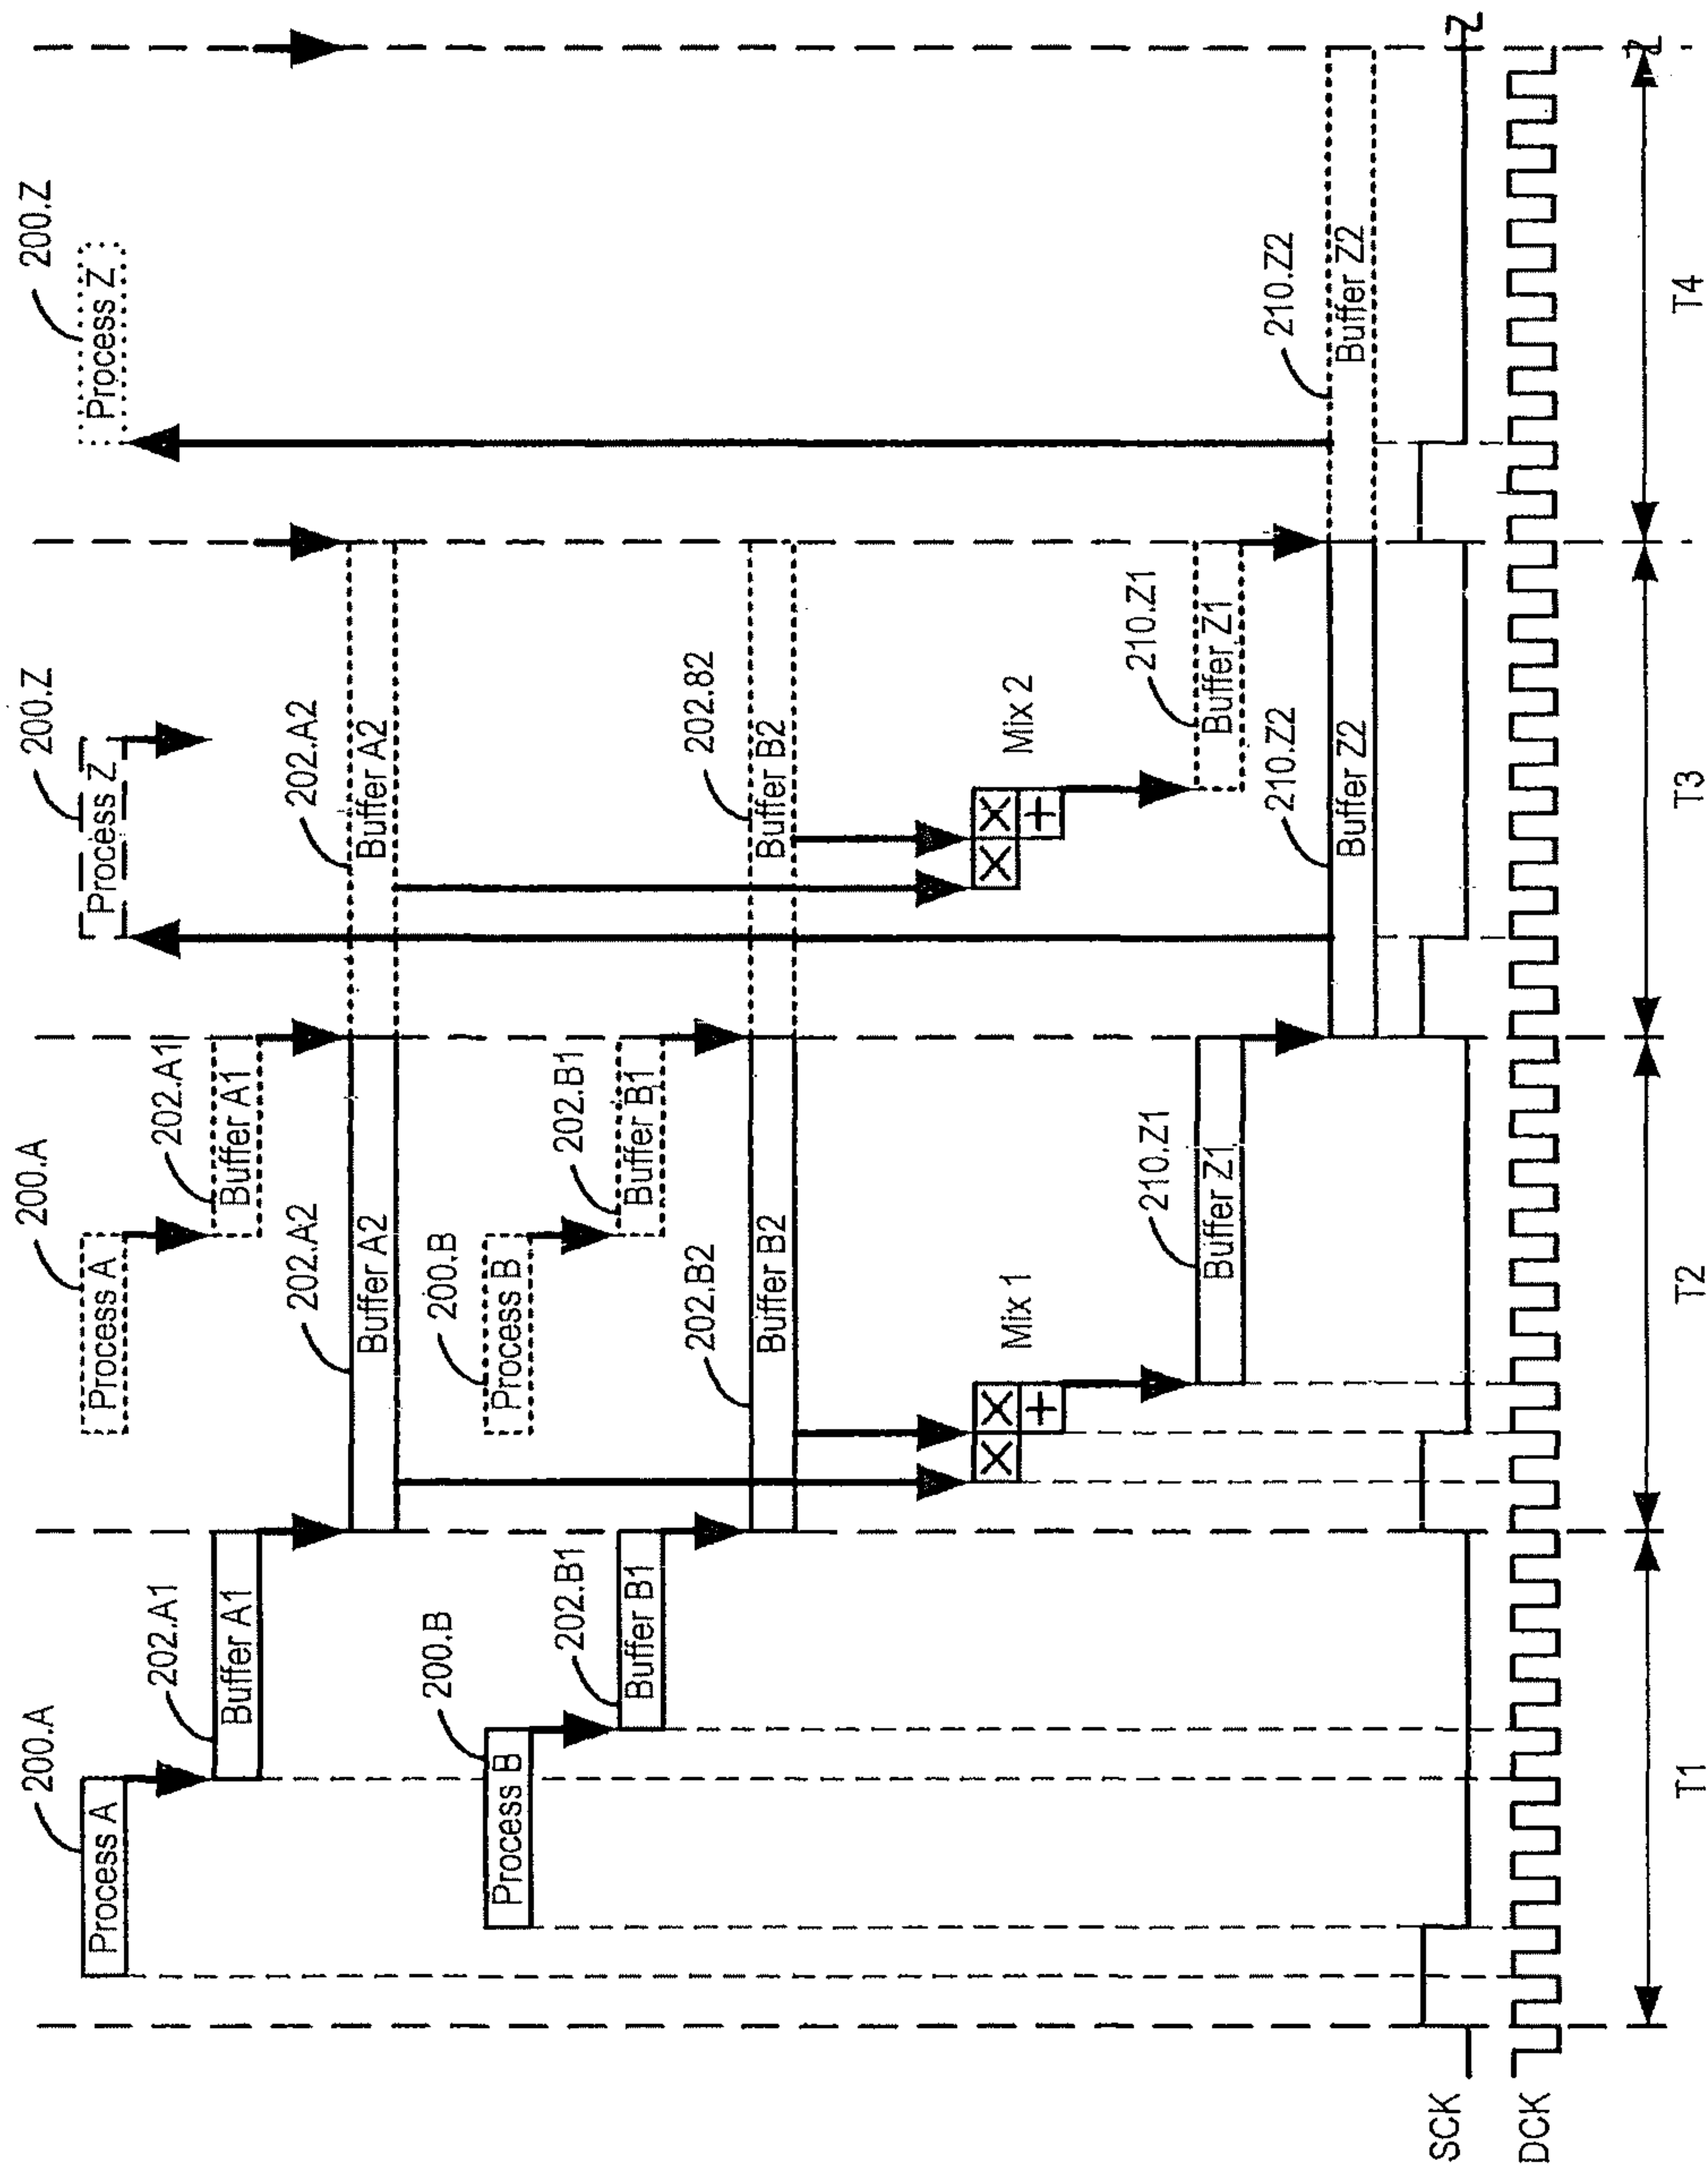 200.A
200.A
200.Z
200.Z
Process A
Process A
Process Z
Process Z
202.A1
202.A1
Buffer A1
Buffer A1
202.A2
202.A2
Buffer A2
Buffer A2
200.B
200.B
Process B
Process B
202.B1
202.B1
Buffer B1
Buffer B1
202.B2
202.82
Buffer B2
Buffer B2
X X
Mix 1
X X
Mix 2
+
+
210.Z1
210.Z1
Buffer Z1
Buffer Z1
210.Z2
210.Z2
Buffer Z2
Buffer Z2
SCK
DCK
T1
T2
T3
T4